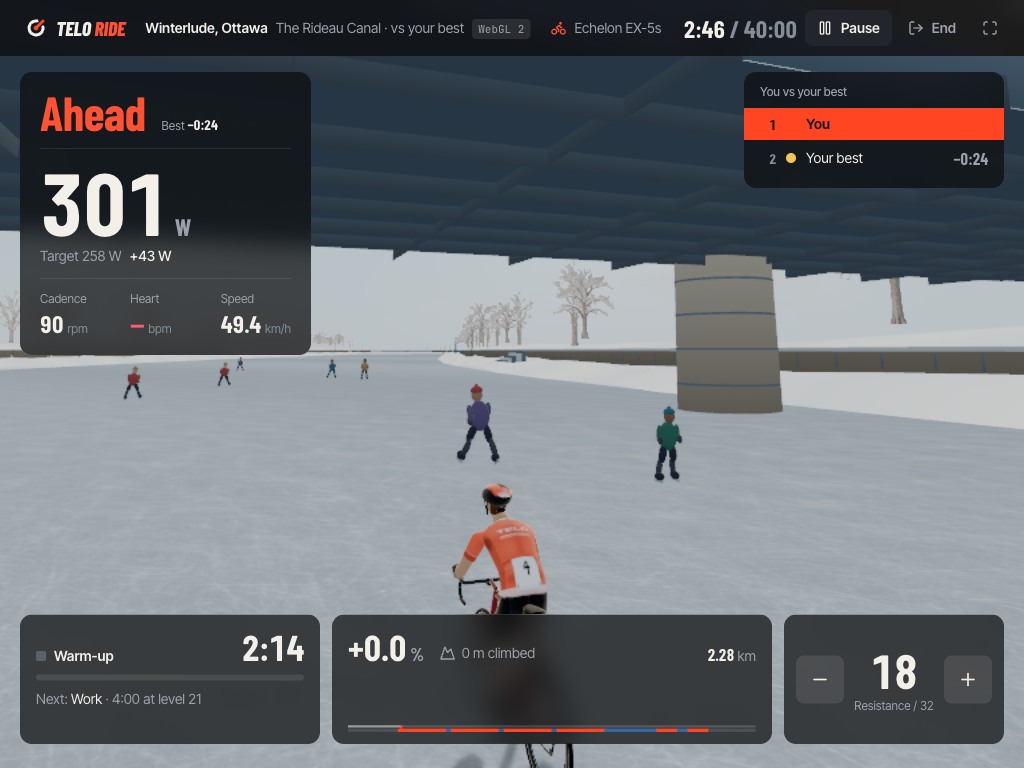 TELO RIDE
Winterlude, Ottawa The Rideau Canal · vs your best WebGL 2
Echelon EX-5s
2:46 / 40:00
Pause
End
Ahead Best −0:24
301 W
Target 258 W +43 W
Cadence Heart Speed
90 rpm – bpm 49.4 km/h
You vs your best
1 You
2 Your best −0:24
TELO
4
Warm-up 2:14
Next: Work · 4:00 at level 21
+0.0 % 0 m climbed 2.28 km
− 18 +
Resistance / 32